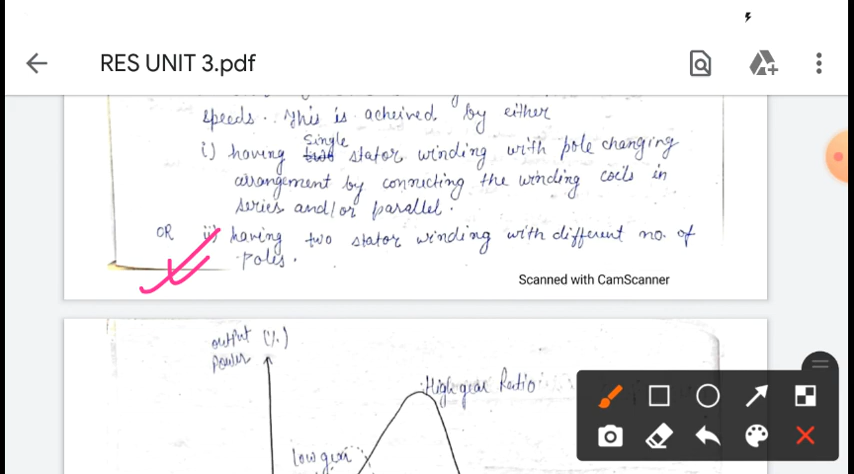 RES UNIT 3.pdf
speeds. This is acheived by either
i) having single stator winding with pole changing
arrangement by connecting the winding coils in
series and/or parallel.
OR ii) having two stator winding with different no. of
poles.
Scanned with CamScanner
output (%)
power
High gear Ratio
Low gear